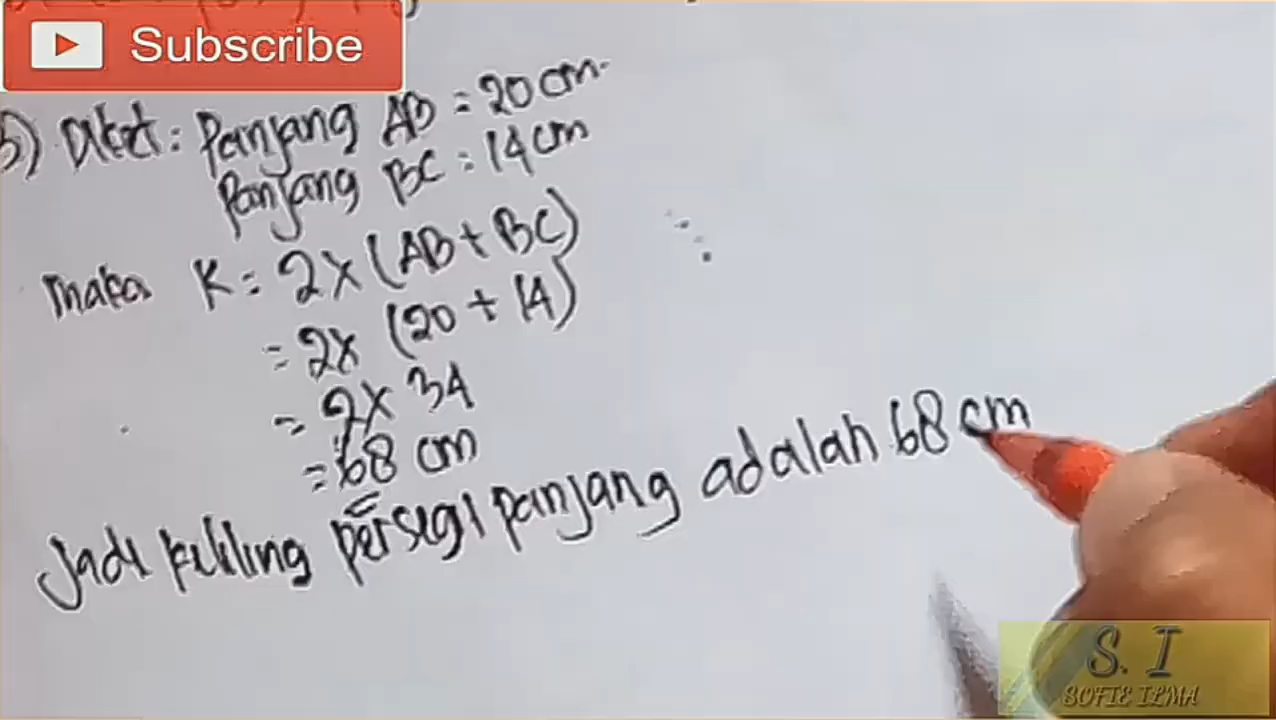 Subscribe
5) Diket: Panjang AB = 20 cm.
Panjang BC = 14 cm
maka K = 2x (AB + BC)
= 2x (20 + 14)
= 2x 34
= 68 cm
Jadi keliling persegi panjang adalah 68 cm
S. I
SOFIE ILMA